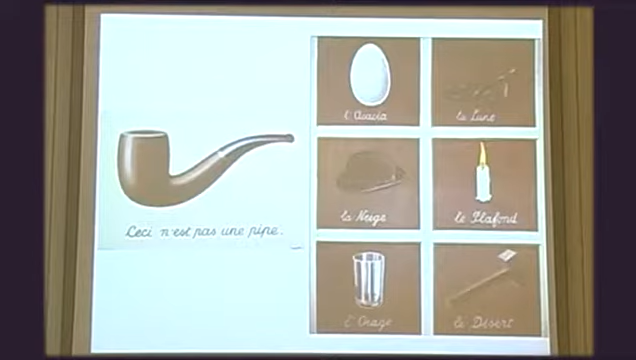 Ceci n'est pas une pipe.
l'Acacia
la Lune
la Neige
le Plafond
l'Orage
le Désert